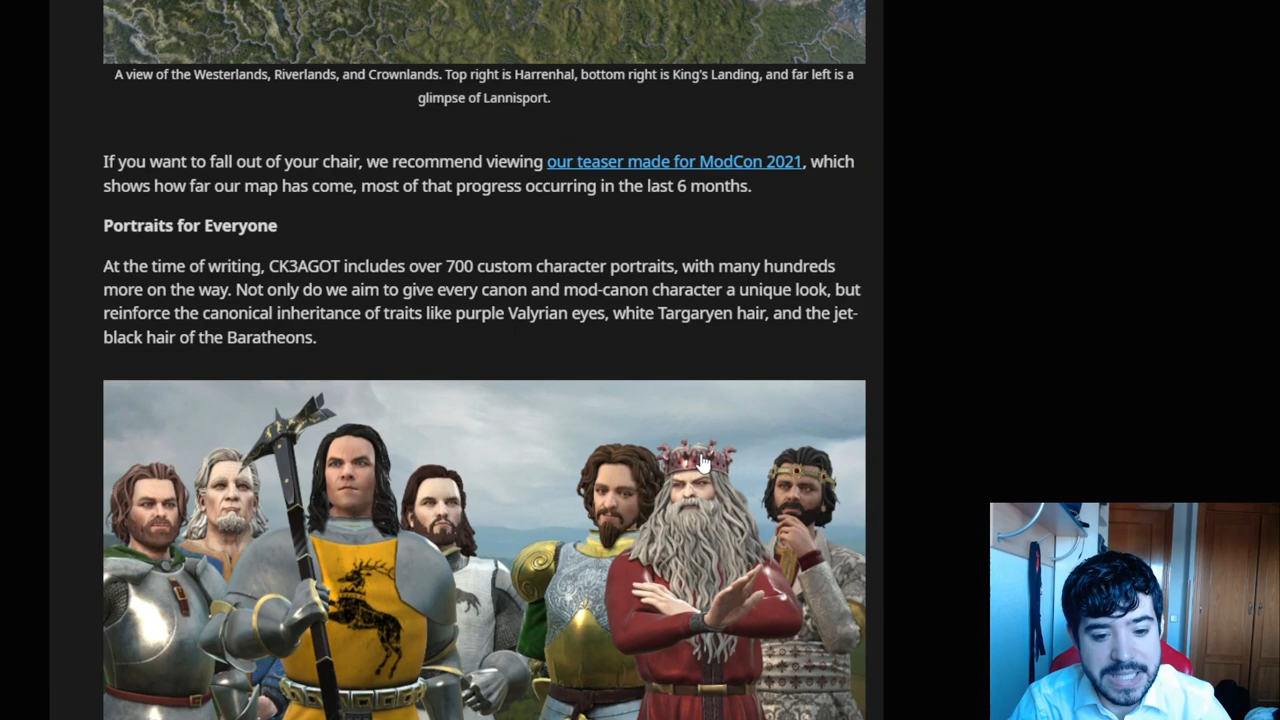 A view of the Westerlands, Riverlands, and Crownlands. Top right is Harrenhal, bottom right is King's Landing, and far left is a
glimpse of Lannisport.
If you want to fall out of your chair, we recommend viewing our teaser made for ModCon 2021, which
shows how far our map has come, most of that progress occurring in the last 6 months.
Portraits for Everyone
At the time of writing, CK3AGOT includes over 700 custom character portraits, with many hundreds
more on the way. Not only do we aim to give every canon and mod-canon character a unique look, but
reinforce the canonical inheritance of traits like purple Valyrian eyes, white Targaryen hair, and the jet-
black hair of the Baratheons.